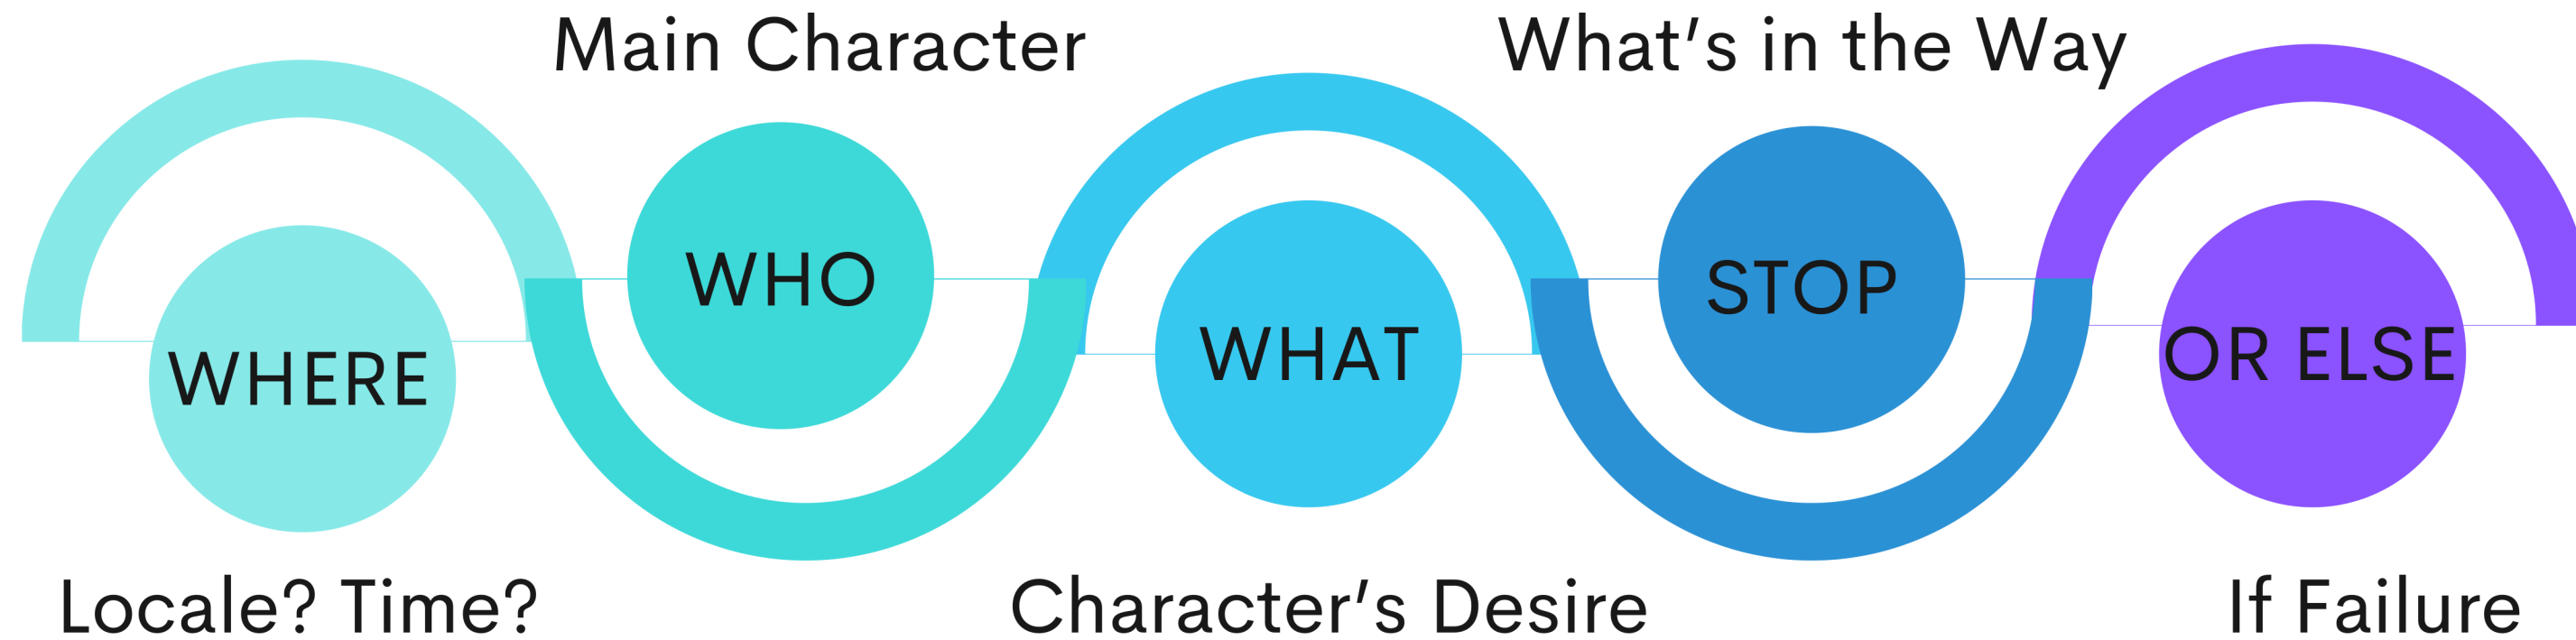 Main Character
What's in the Way
WHERE
WHO
WHAT
STOP
OR ELSE
Locale? Time?
Character's Desire
If Failure